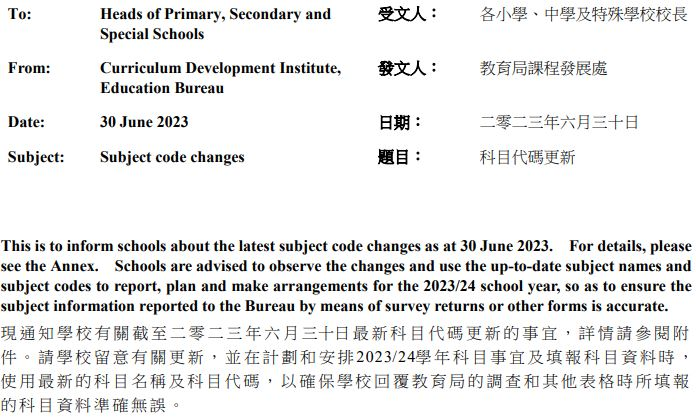 To: Heads of Primary, Secondary and 受文人： 各小學、中學及特殊學校校長
Special Schools
From: Curriculum Development Institute, 發文人： 教育局課程發展處
Education Bureau
Date: 30 June 2023 日期： 二零二三年六月三十日
Subject: Subject code changes 題目： 科目代碼更新
This is to inform schools about the latest subject code changes as at 30 June 2023. For details, please
see the Annex. Schools are advised to observe the changes and use the up-to-date subject names and
subject codes to report, plan and make arrangements for the 2023/24 school year, so as to ensure the
subject information reported to the Bureau by means of survey returns or other forms is accurate.
現通知學校有關截至二零二三年六月三十日最新科目代碼更新的事宜，詳情請參閱附
件。請學校留意有關更新，並在計劃和安排2023/24學年科目事宜及填報科目資料時，
使用最新的科目名稱及科目代碼，以確保學校回覆教育局的調查和其他表格時所填報
的科目資料準確無誤。